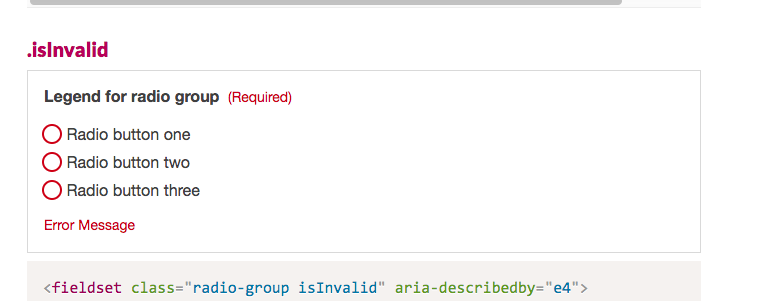 .isInvalid
Legend for radio group (Required)
Radio button one
Radio button two
Radio button three
Error Message
<fieldset class="radio-group isInvalid" aria-describedby="e4">